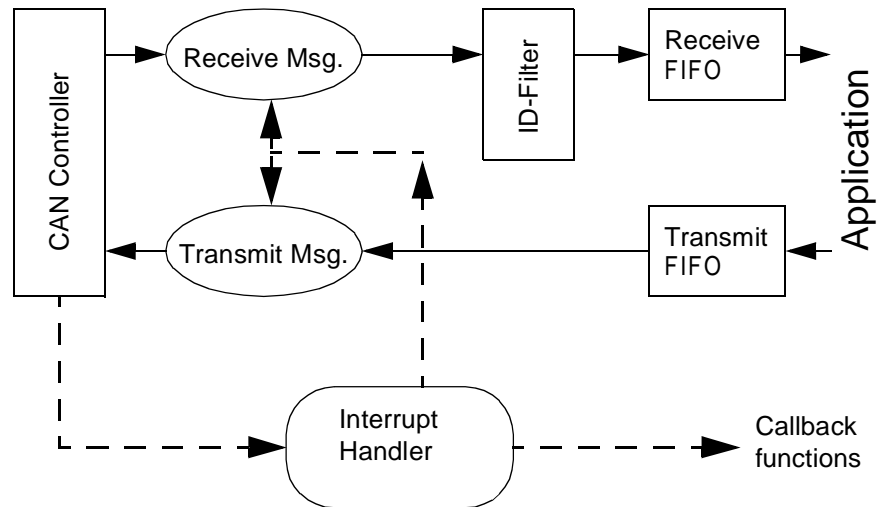 CAN Controller
Receive Msg.
ID-Filter
Receive
FIFO
Application
Transmit Msg.
Transmit
FIFO
Interrupt
Handler
Callback
functions